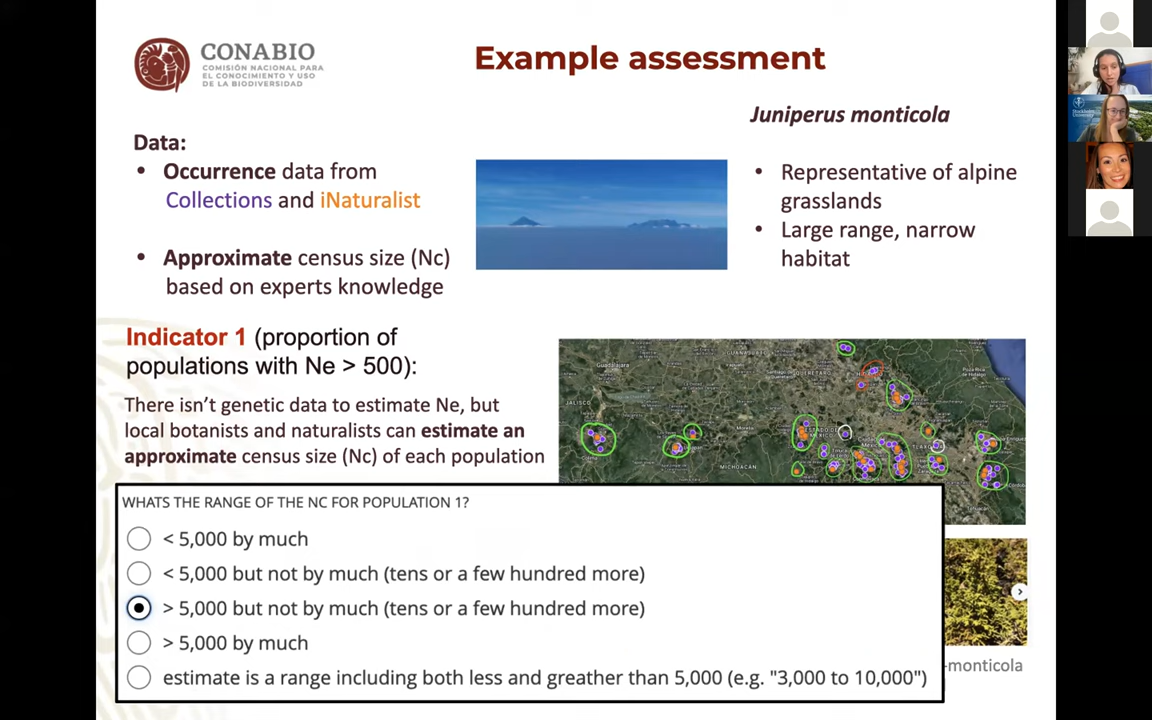 CONABIO
COMISIÓN NACIONAL PARA
EL CONOCIMIENTO Y USO
DE LA BIODIVERSIDAD
Example assessment
Juniperus monticola
Data:
• Occurrence data from
Collections and iNaturalist
• Approximate census size (Nc)
based on experts knowledge
• Representative of alpine
grasslands
• Large range, narrow
habitat
Indicator 1 (proportion of
populations with Ne > 500):
There isn't genetic data to estimate Ne, but
local botanists and naturalists can estimate an
approximate census size (Nc) of each population
Guadalajara
JALISCO
QUERÉTARO
MICHOACÁN
TLAXCALA
WHATS THE RANGE OF THE NC FOR POPULATION 1?
< 5,000 by much
< 5,000 but not by much (tens or a few hundred more)
> 5,000 but not by much (tens or a few hundred more)
> 5,000 by much
estimate is a range including both less and greather than 5,000 (e.g. "3,000 to 10,000")
-monticola